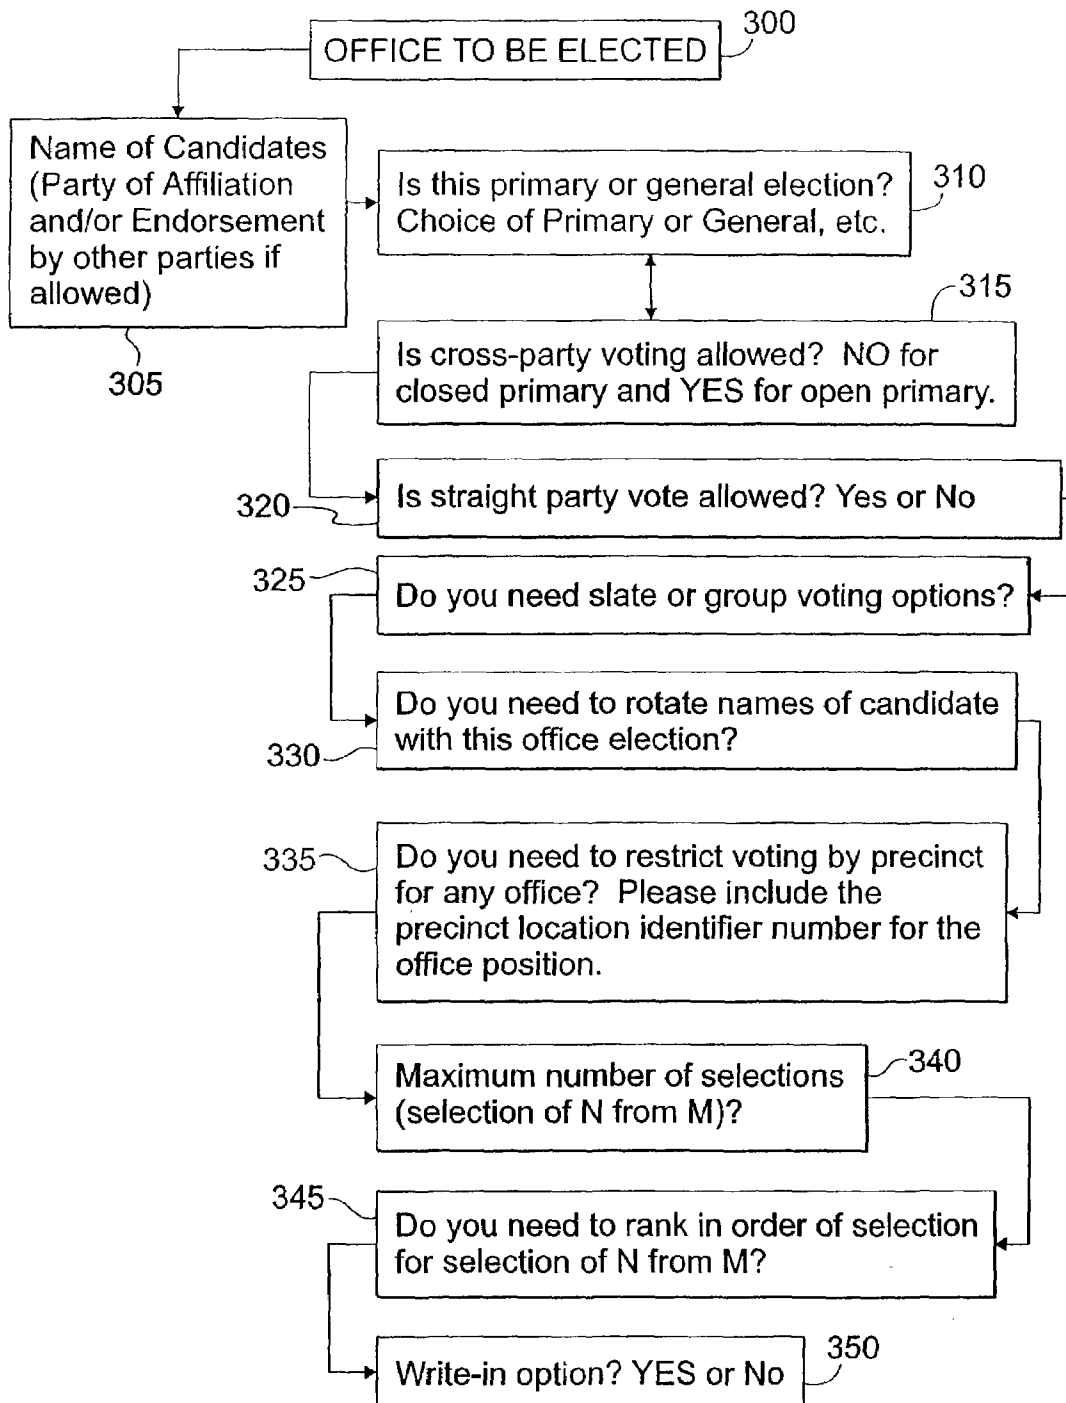 OFFICE TO BE ELECTED
300
Name of Candidates
(Party of Affiliation
and/or Endorsement
by other parties if
allowed)
305
Is this primary or general election?
Choice of Primary or General, etc.
310
315
Is cross-party voting allowed? NO for
closed primary and YES for open primary.
Is straight party vote allowed? Yes or No
320
325
Do you need slate or group voting options?
Do you need to rotate names of candidate
with this office election?
330
335
Do you need to restrict voting by precinct
for any office? Please include the
precinct location identifier number for the
office position.
Maximum number of selections
(selection of N from M)?
340
345
Do you need to rank in order of selection
for selection of N from M?
Write-in option? YES or No
350